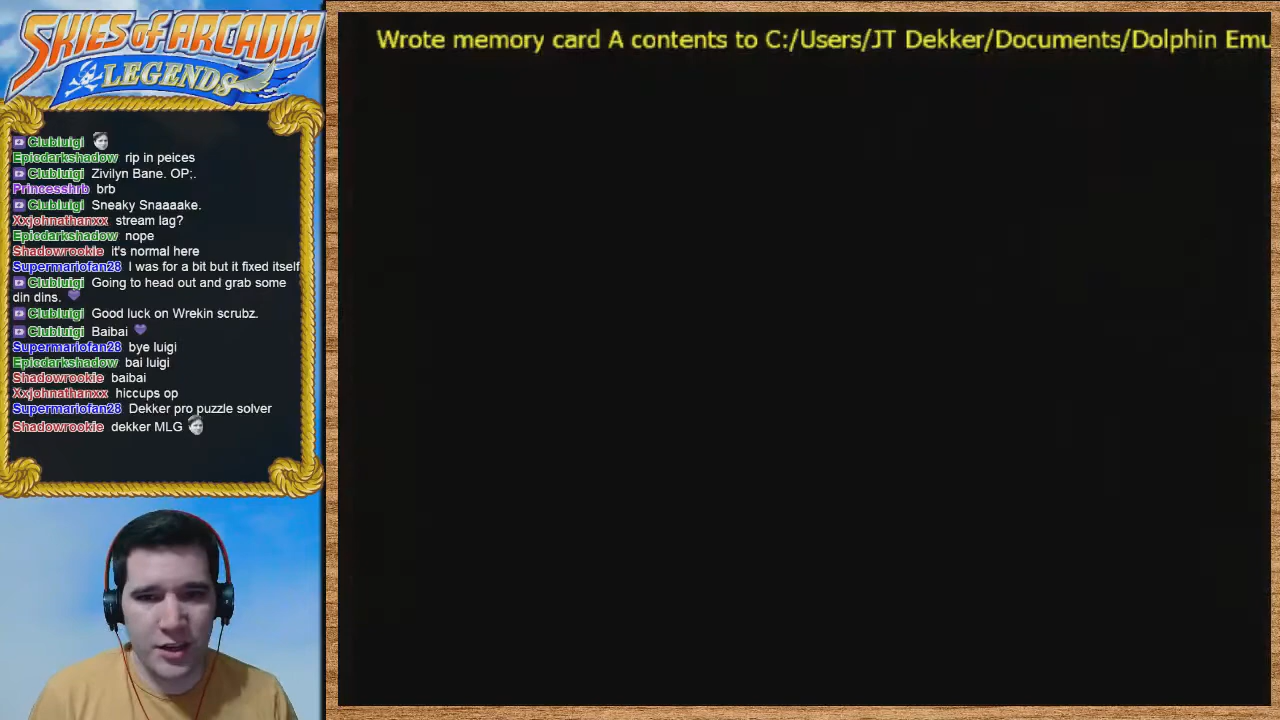 SKIES of ARCADIA
LEGENDS
Wrote memory card A contents to C:/Users/JT Dekker/Documents/Dolphin Emu
Clubluigi
Epicdarkshadow rip in peices
Clubluigi Zivilyn Bane. OP;.
Princesshrb brb
Clubluigi Sneaky Snaaaake.
Xxjohnathanxx stream lag?
Epicdarkshadow nope
Shadowrookie it's normal here
Supermariofan28 I was for a bit but it fixed itself
Clubluigi Going to head out and grab some
din dins.
Clubluigi Good luck on Wrekin scrubz.
Clubluigi Baibai
Supermariofan28 bye luigi
Epicdarkshadow bai luigi
Shadowrookie baibai
Xxjohnathanxx hiccups op
Supermariofan28 Dekker pro puzzle solver
Shadowrookie dekker MLG